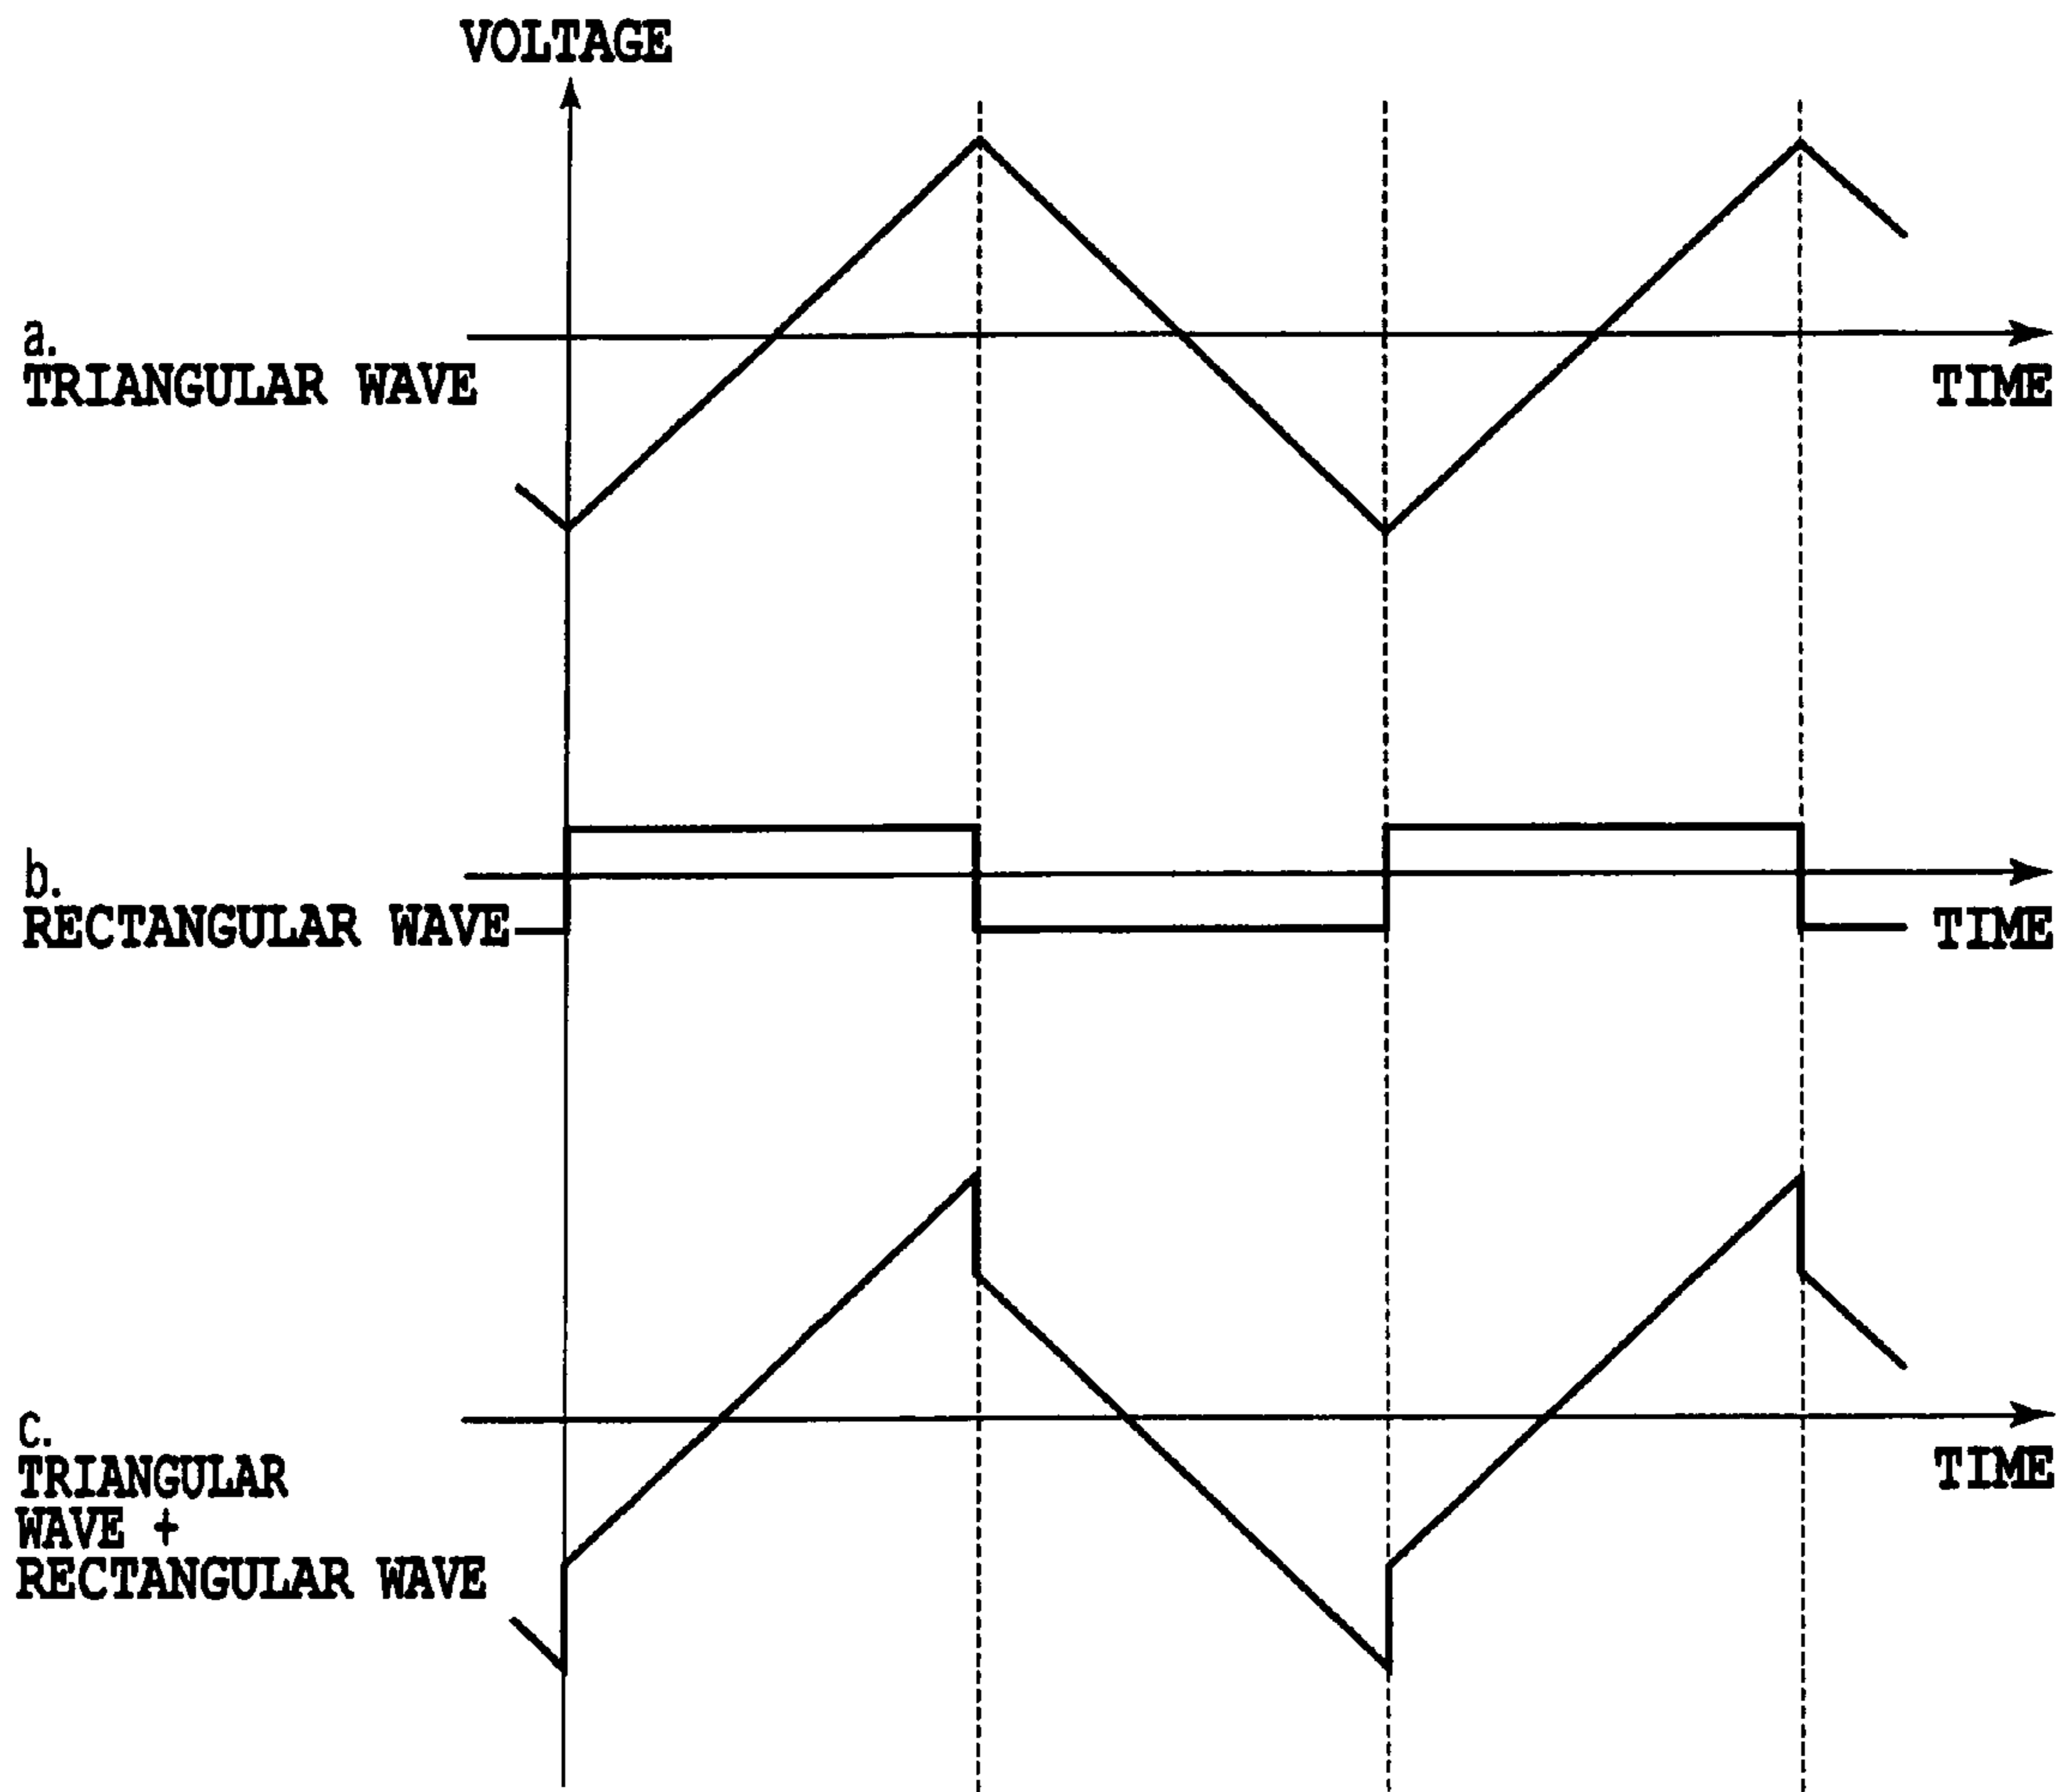 VOLTAGE
a.
TRIANGULAR WAVE
TIME
b.
RECTANGULAR WAVE
TIME
c.
TRIANGULAR
WAVE +
RECTANGULAR WAVE
TIME